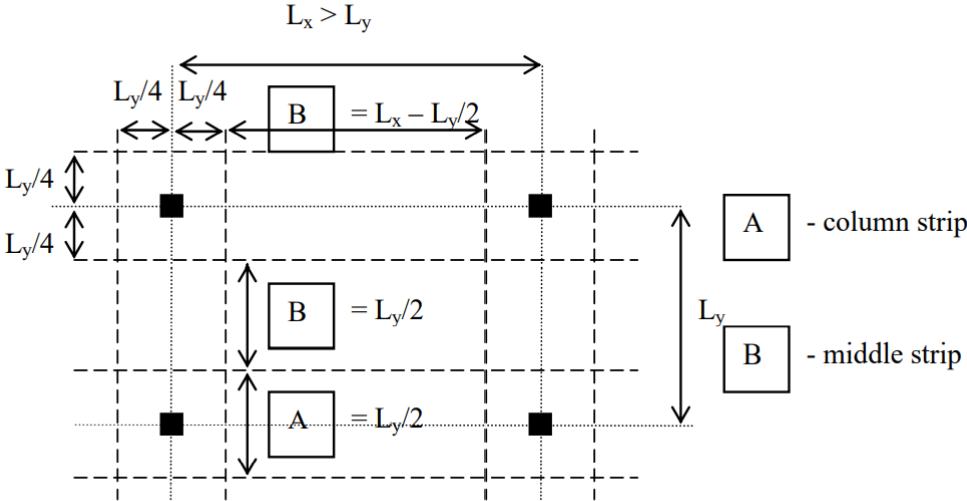 Lx > Ly
Ly/4 Ly/4
B = Lx – Ly/2
Ly/4
Ly/4
A - column strip
B = Ly/2
Ly
B - middle strip
A = Ly/2